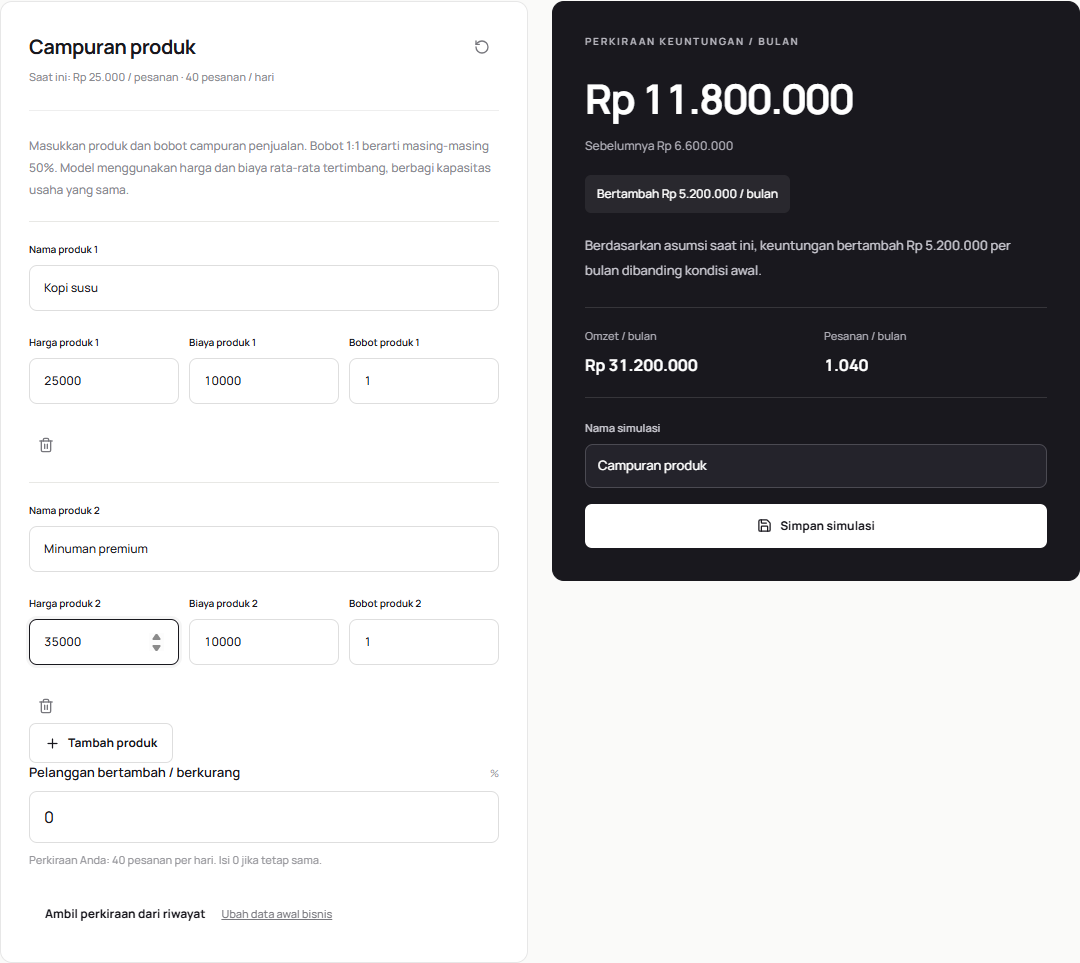 Campuran produk
Saat ini: Rp 25.000 / pesanan · 40 pesanan / hari
Masukkan produk dan bobot campuran penjualan. Bobot 1:1 berarti masing-masing
50%. Model menggunakan harga dan biaya rata-rata tertimbang, berbagi kapasitas
usaha yang sama.
Nama produk 1
Kopi susu
Harga produk 1
Biaya produk 1
Bobot produk 1
25000
10000
1
Nama produk 2
Minuman premium
Harga produk 2
Biaya produk 2
Bobot produk 2
35000
10000
1
Tambah produk
Pelanggan bertambah / berkurang
%
0
Perkiraan Anda: 40 pesanan per hari. Isi 0 jika tetap sama.
Ambil perkiraan dari riwayat
Ubah data awal bisnis
PERKIRAAN KEUNTUNGAN / BULAN
Rp 11.800.000
Sebelumnya Rp 6.600.000
Bertambah Rp 5.200.000 / bulan
Berdasarkan asumsi saat ini, keuntungan bertambah Rp 5.200.000 per
bulan dibanding kondisi awal.
Omzet / bulan
Pesanan / bulan
Rp 31.200.000
1.040
Nama simulasi
Campuran produk
Simpan simulasi